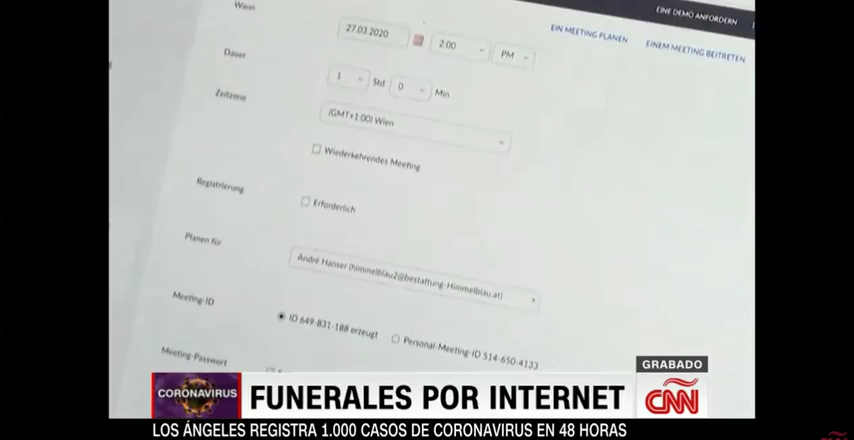 EINE DEMO ANFORDERN
EIN MEETING PLANEN
EINEM MEETING BEITRETEN
Wann
27.03.2020
2:00
PM
Dauer
1
Std
0
Min
Zeitzone
(GMT+1:00) Wien
Wiederkehrendes Meeting
Registrierung
Erforderlich
Planen für
André Hanser (himmelblau2@bestattung-Himmelblau.at)
Meeting-ID
ID 649-831-188 erzeugt
Personal-Meeting-ID 514-650-4133
Meeting-Passwort
GRABADO
CORONAVIRUS
FUNERALES POR INTERNET
CNN
LOS ÁNGELES REGISTRA 1.000 CASOS DE CORONAVIRUS EN 48 HORAS